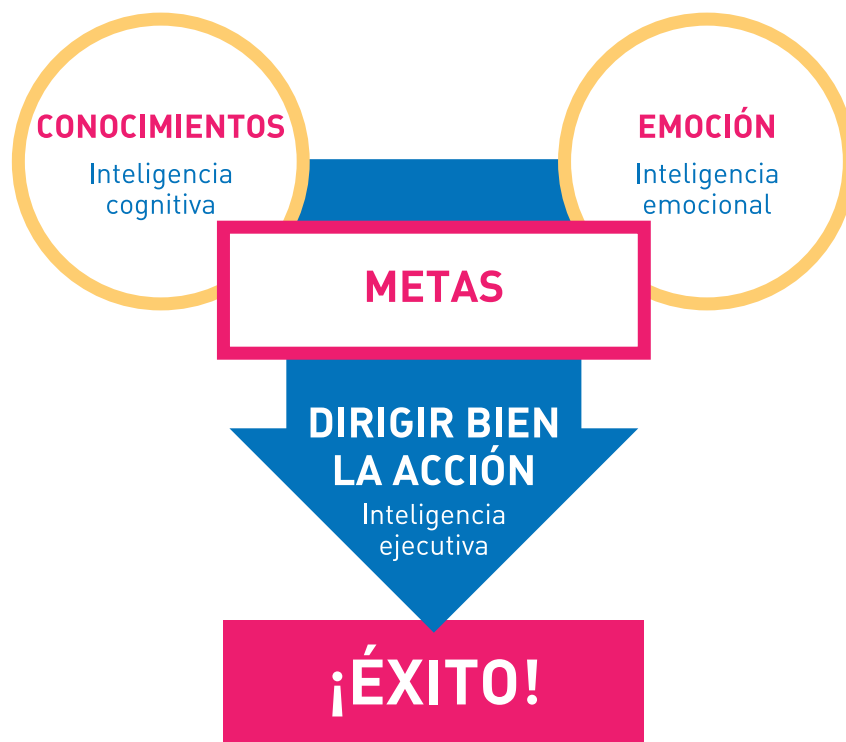 CONOCIMIENTOS
Inteligencia
cognitiva
EMOCIÓN
Inteligencia
emocional
METAS
DIRIGIR BIEN
LA ACCIÓN
Inteligencia
ejecutiva
¡ÉXITO!